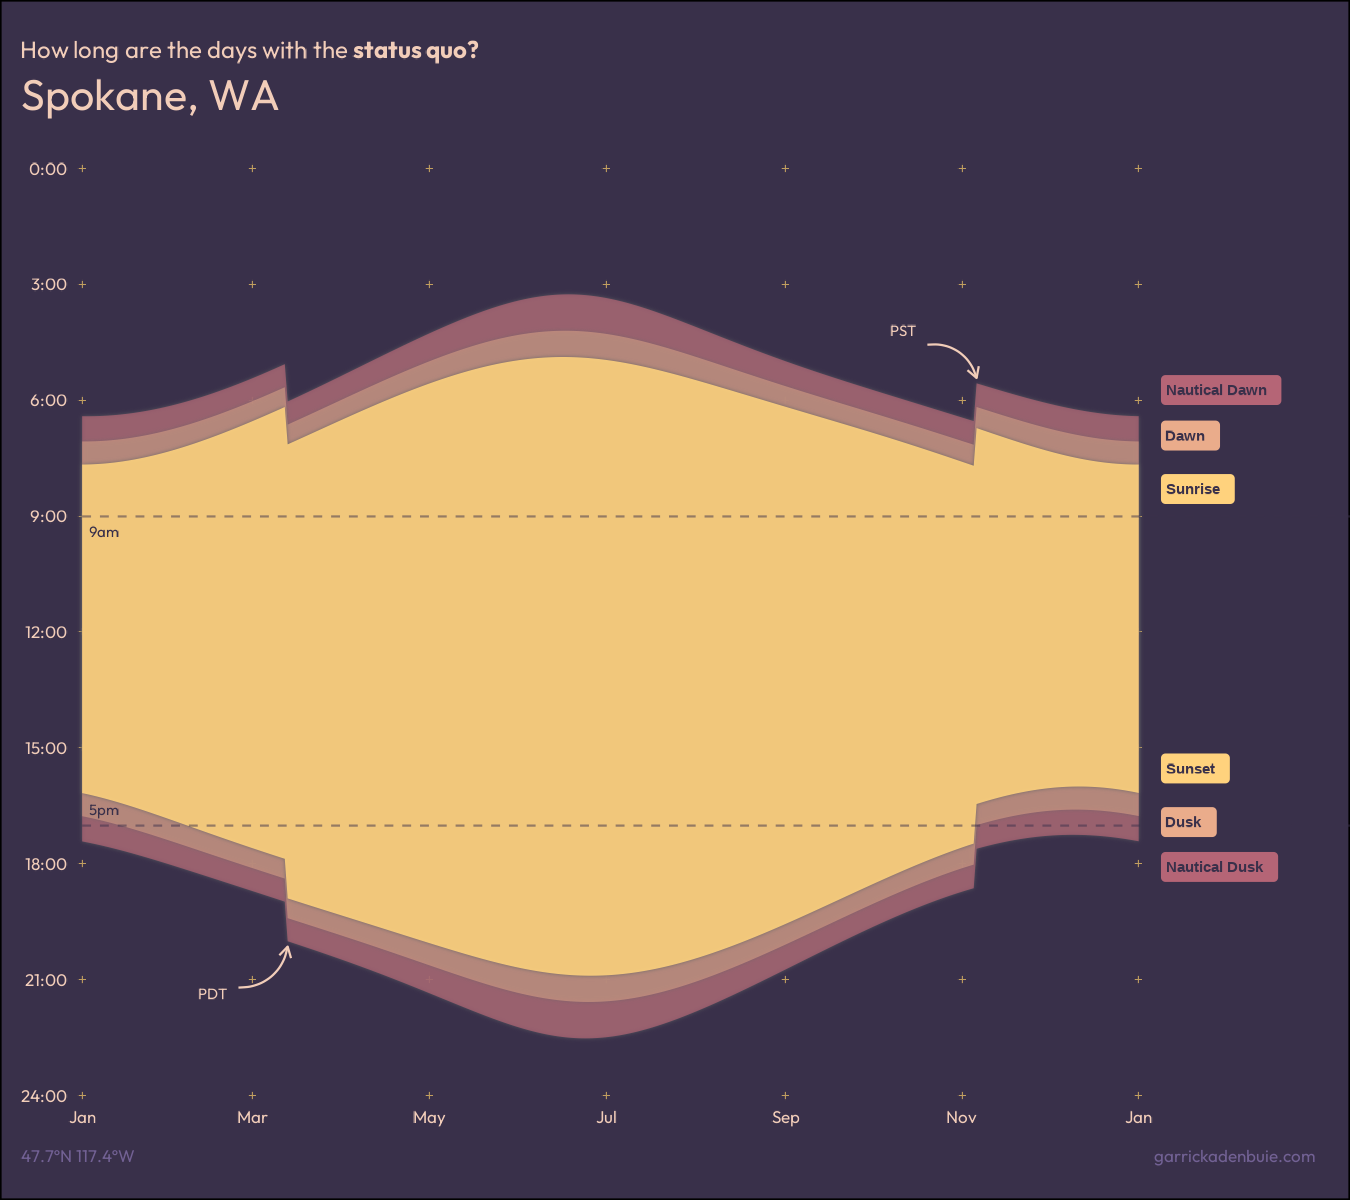 How long are the days with the status quo?
Spokane, WA
0:00
3:00
PST
6:00
Nautical Dawn
Dawn
Sunrise
9:00
9am
12:00
15:00
Sunset
5pm
Dusk
18:00
Nautical Dusk
21:00
PDT
24:00
Jan Mar May Jul Sep Nov Jan
47.7°N 117.4°W garrickadenbuie.com